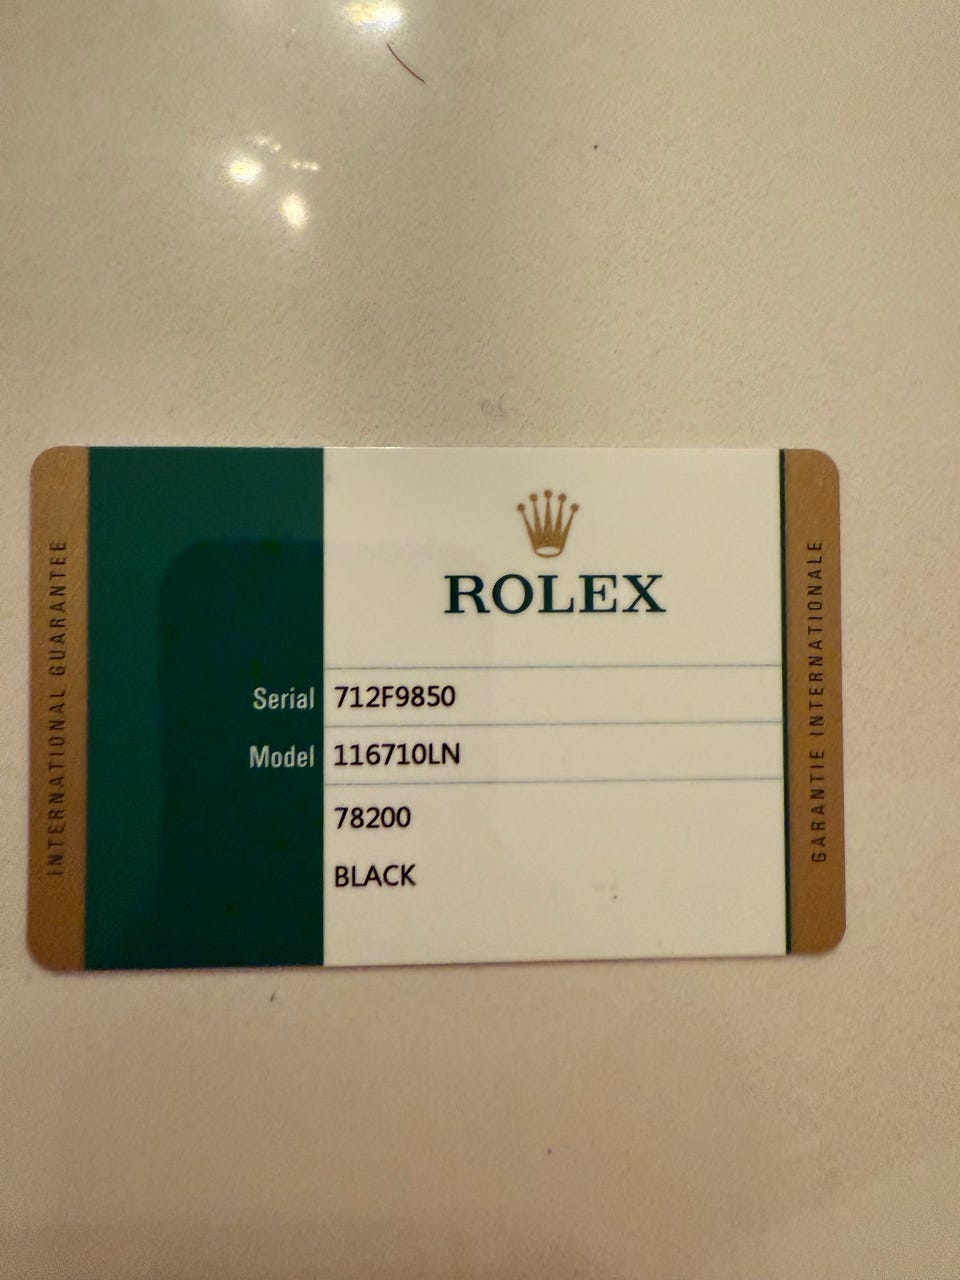 INTERNATIONAL GUARANTEE
ROLEX
Serial 712F9850
Model 116710LN
78200
BLACK
GARANTIE INTERNATIONALE